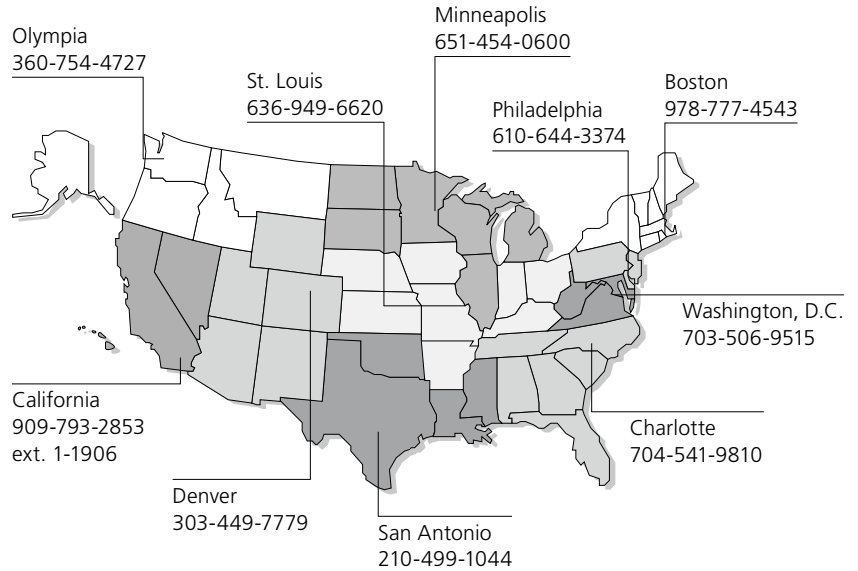 Minneapolis
651-454-0600
Olympia
360-754-4727
St. Louis
636-949-6620
Boston
978-777-4543
Philadelphia
610-644-3374
Washington, D.C.
703-506-9515
California
909-793-2853
ext. 1-1906
Charlotte
704-541-9810
Denver
303-449-7779
San Antonio
210-499-1044